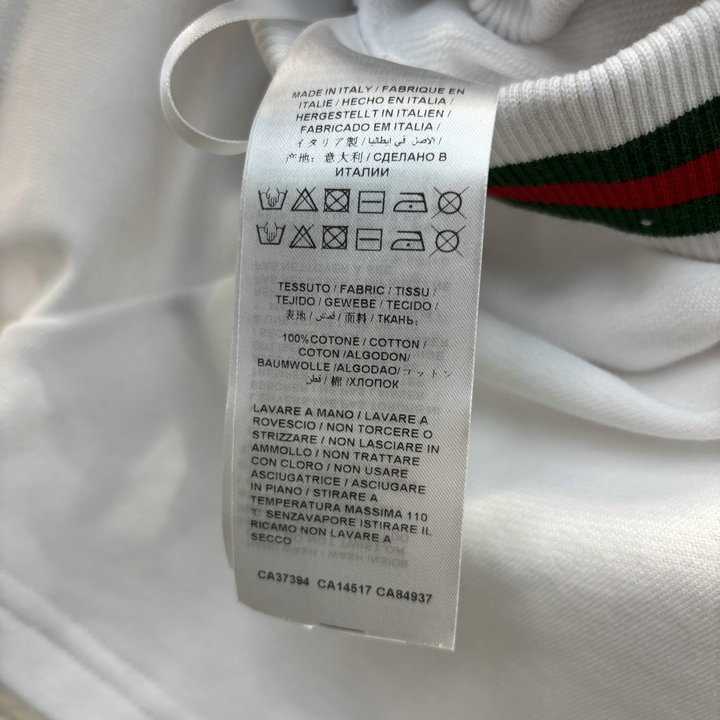 MADE IN ITALY / FABRIQUE EN
ITALIE / HECHO EN ITALIA /
HERGESTELLT IN ITALIEN /
FABRICADO EM ITALIA /
イタリア製 / الأصل في ايطاليا /
产地: 意大利 / СДЕЛАНО В
ИТАЛИИ
TESSUTO / FABRIC / TISSU /
TEJIDO / GEWEBE / TECIDO /
表地 / قماش / 面料 / ТКАНЬ:
100%COTONE / COTTON /
COTON /ALGODON/
BAUMWOLLE /ALGODAO/コットン
قطن / 棉 /ХЛОПОК
LAVARE A MANO / LAVARE A
ROVESCIO / NON TORCERE O
STRIZZARE / NON LASCIARE IN
AMMOLLO / NON TRATTARE
CON CLORO / NON USARE
ASCIUGATRICE / ASCIUGARE
IN PIANO / STIRARE A
TEMPERATURA MASSIMA 110
℃ SENZAVAPORE ISTIRARE IL
RICAMO NON LAVARE A
SECCO
CA37394 CA14517 CA84937